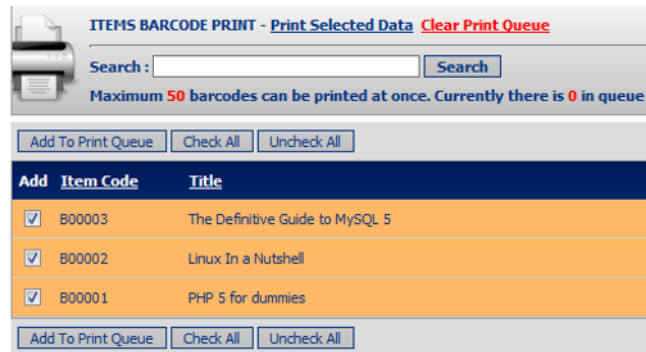 ITEMS BARCODE PRINT - Print Selected Data Clear Print Queue
Search : Search
Maximum 50 barcodes can be printed at once. Currently there is 0 in queue
Add To Print Queue Check All Uncheck All
Add Item Code Title
B00003 The Definitive Guide to MySQL 5
B00002 Linux In a Nutshell
B00001 PHP 5 for dummies
Add To Print Queue Check All Uncheck All